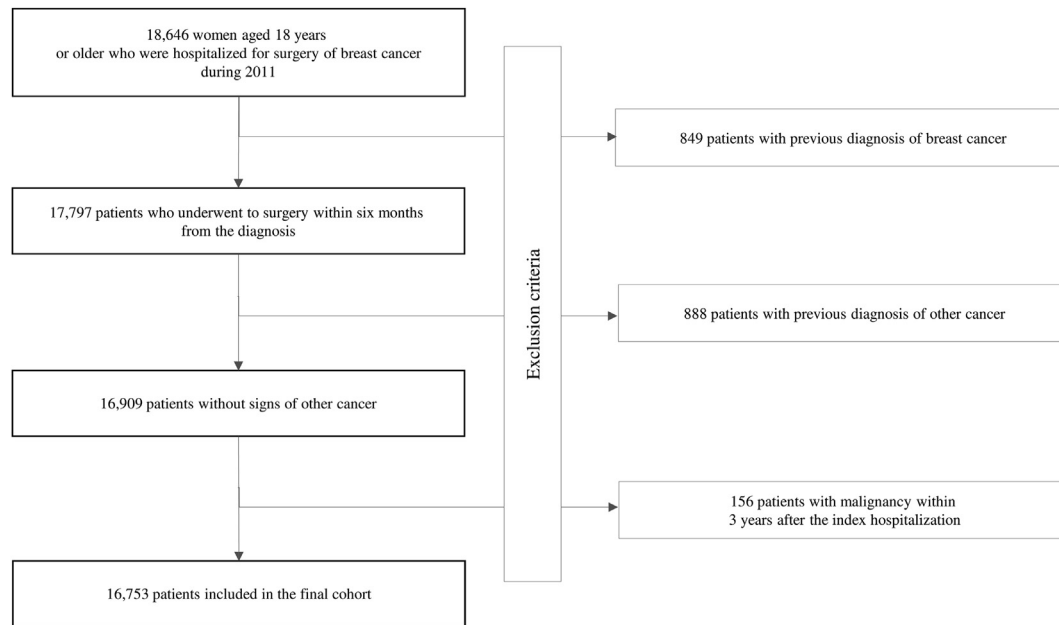 18,646 women aged 18 years
or older who were hospitalized for surgery of breast cancer
during 2011
849 patients with previous diagnosis of breast cancer
17,797 patients who underwent to surgery within six months
from the diagnosis
Exclusion criteria
888 patients with previous diagnosis of other cancer
16,909 patients without signs of other cancer
156 patients with malignancy within
3 years after the index hospitalization
16,753 patients included in the final cohort